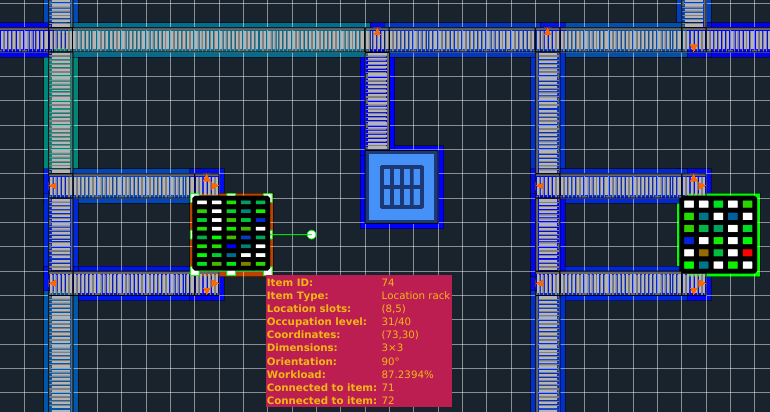 Item ID: 74
Item Type: Location rack
Location slots: (8,5)
Occupation level: 31/40
Coordinates: (73,30)
Dimensions: 3×3
Orientation: 90°
Workload: 87.2394%
Connected to item: 71
Connected to item: 72